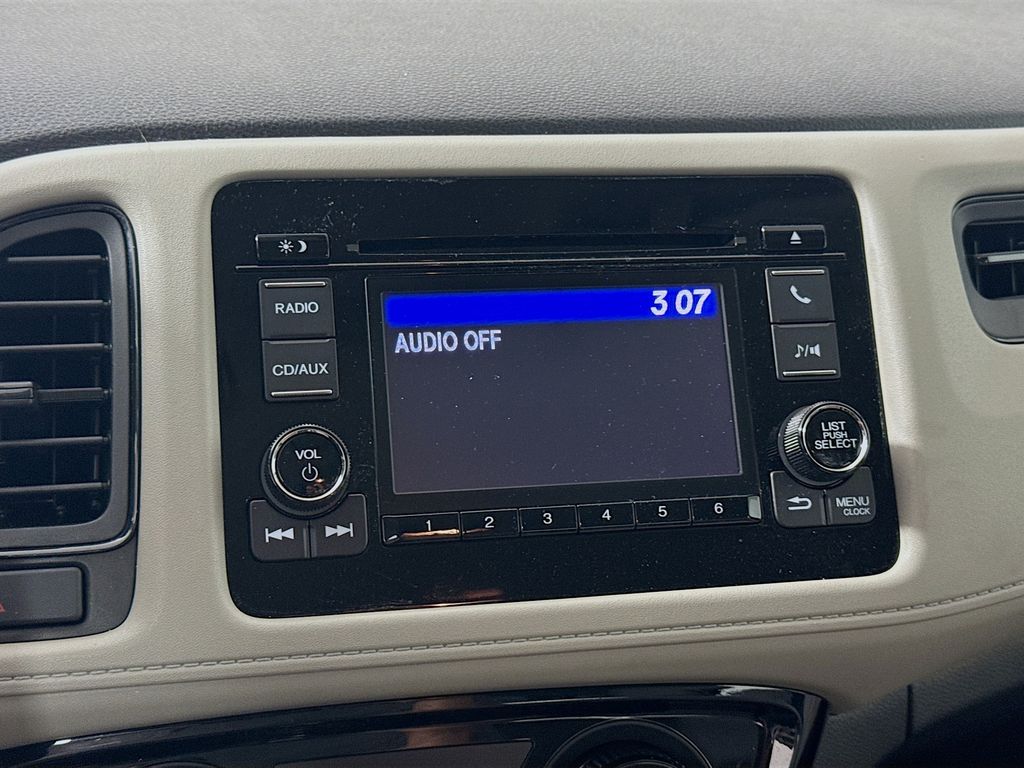 3 07
AUDIO OFF
RADIO
CD/AUX
VOL
LIST
PUSH
SELECT
MENU
CLOCK
1 2 3 4 5 6